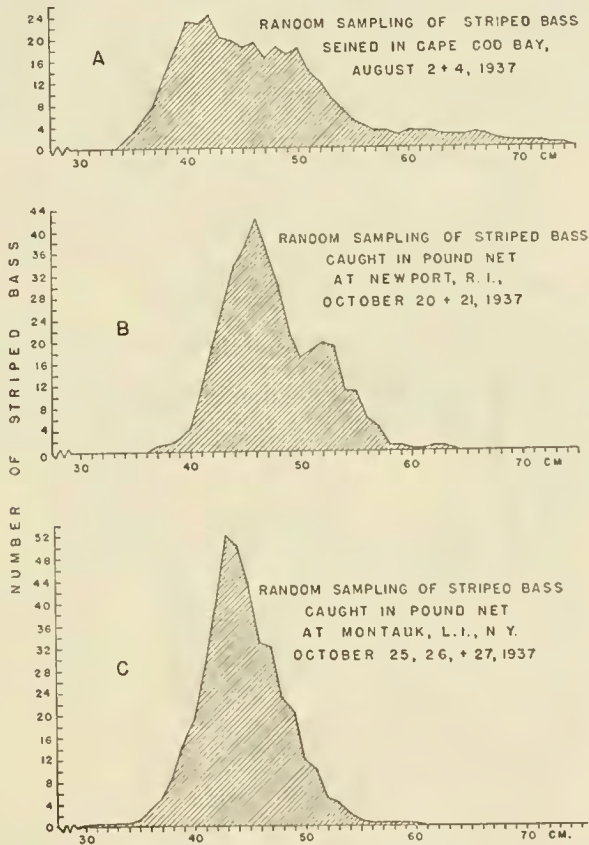 NUMBER OF STRIPED BASS
24
20
16
12
8
4
0
A
RANDOM SAMPLING OF STRIPED BASS
SEINED IN CAPE COD BAY,
AUGUST 2 + 4, 1937
30 40 50 60 70 CM.
44
40
36
32
28
24
20
16
12
8
4
0
B
RANDOM SAMPLING OF STRIPED BASS
CAUGHT IN POUND NET
AT NEWPORT, R.I.,
OCTOBER 20 + 21, 1937
30 40 50 60 70 CM.
52
48
44
40
36
32
28
24
20
16
12
8
4
0
C
RANDOM SAMPLING OF STRIPED BASS
CAUGHT IN POUND NET
AT MONTAUK, L.I., N.Y.
OCTOBER 25, 26, + 27, 1937
30 40 50 60 70 CM.